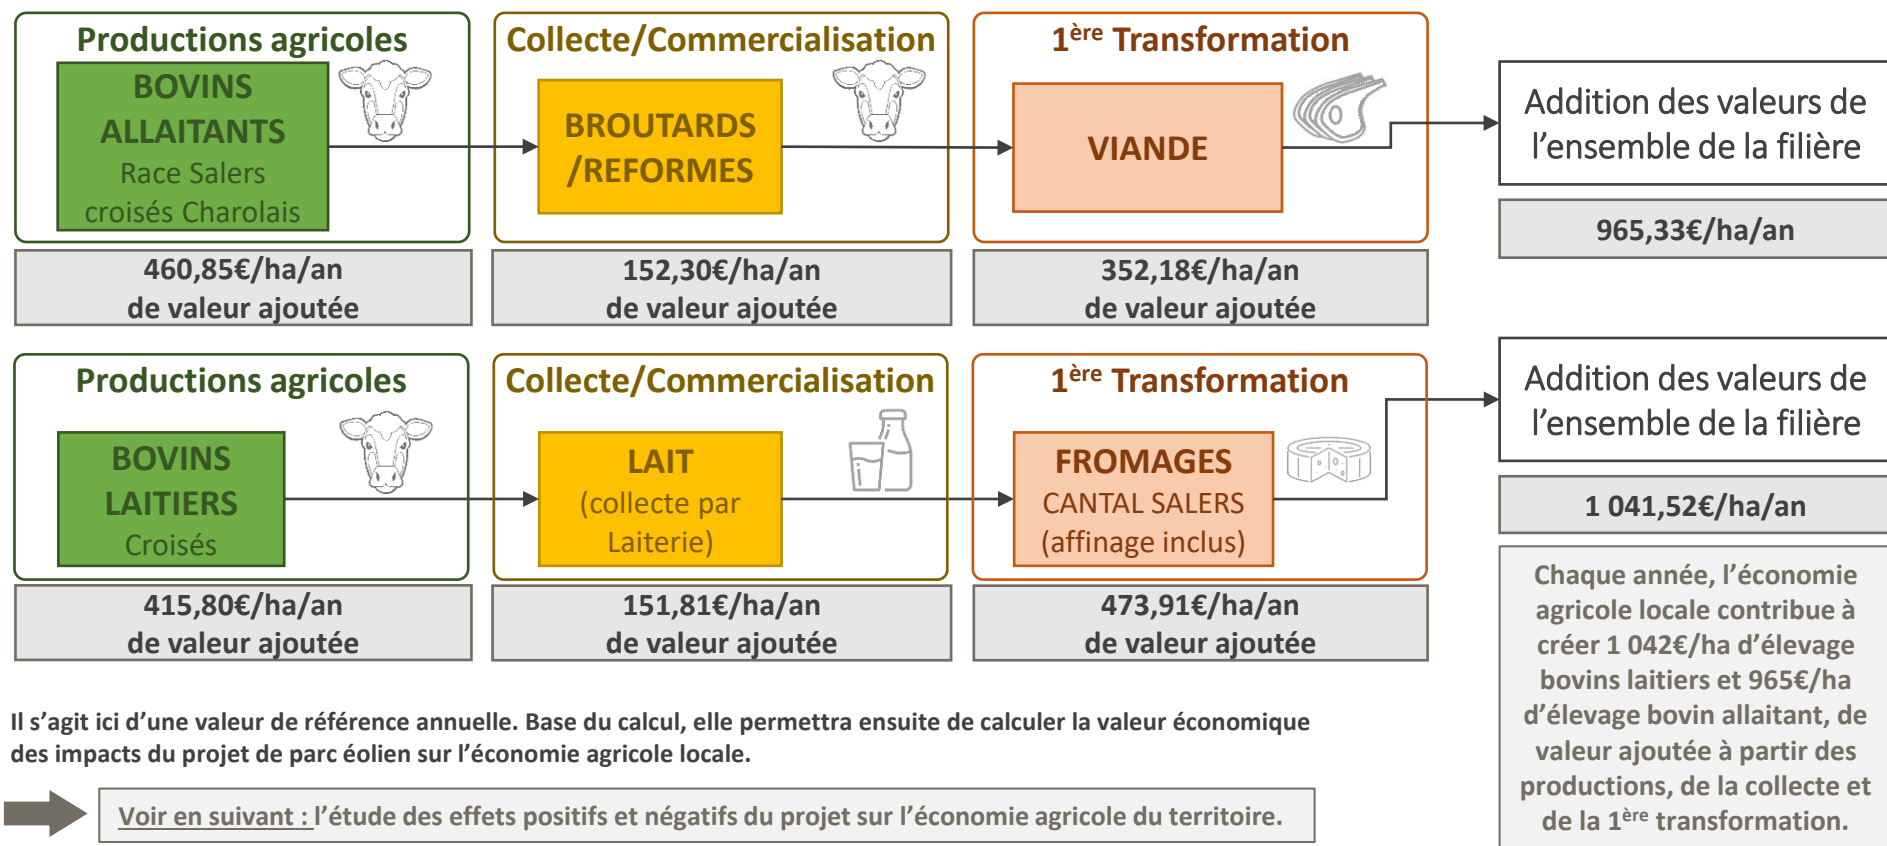 Productions agricoles
BOVINS
ALLAITANTS
Race Salers
croisés Charolais
460,85€/ha/an
de valeur ajoutée
Collecte/Commercialisation
BROUTARDS
/REFORMES
152,30€/ha/an
de valeur ajoutée
1ère Transformation
VIANDE
352,18€/ha/an
de valeur ajoutée
Addition des valeurs de
l’ensemble de la filière
965,33€/ha/an
Productions agricoles
BOVINS
LAITIERS
Croisés
415,80€/ha/an
de valeur ajoutée
Collecte/Commercialisation
LAIT
(collecte par
Laiterie)
151,81€/ha/an
de valeur ajoutée
1ère Transformation
FROMAGES
CANTAL SALERS
(affinage inclus)
473,91€/ha/an
de valeur ajoutée
Addition des valeurs de
l’ensemble de la filière
1 041,52€/ha/an
Chaque année, l’économie
agricole locale contribue à
créer 1 042€/ha d’élevage
bovins laitiers et 965€/ha
d’élevage bovin allaitant, de
valeur ajoutée à partir des
productions, de la collecte et
de la 1ère transformation.
Il s’agit ici d’une valeur de référence annuelle. Base du calcul, elle permettra ensuite de calculer la valeur économique
des impacts du projet de parc éolien sur l’économie agricole locale.
Voir en suivant : l’étude des effets positifs et négatifs du projet sur l’économie agricole du territoire.